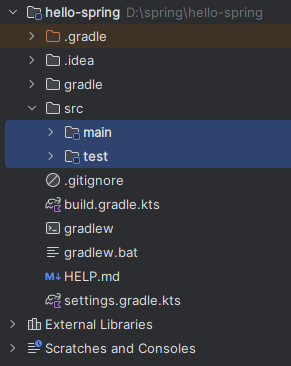 hello-spring D:\spring\hello-spring
.gradle
.idea
gradle
src
main
test
.gitignore
build.gradle.kts
gradlew
gradlew.bat
M↓ HELP.md
settings.gradle.kts
External Libraries
Scratches and Consoles